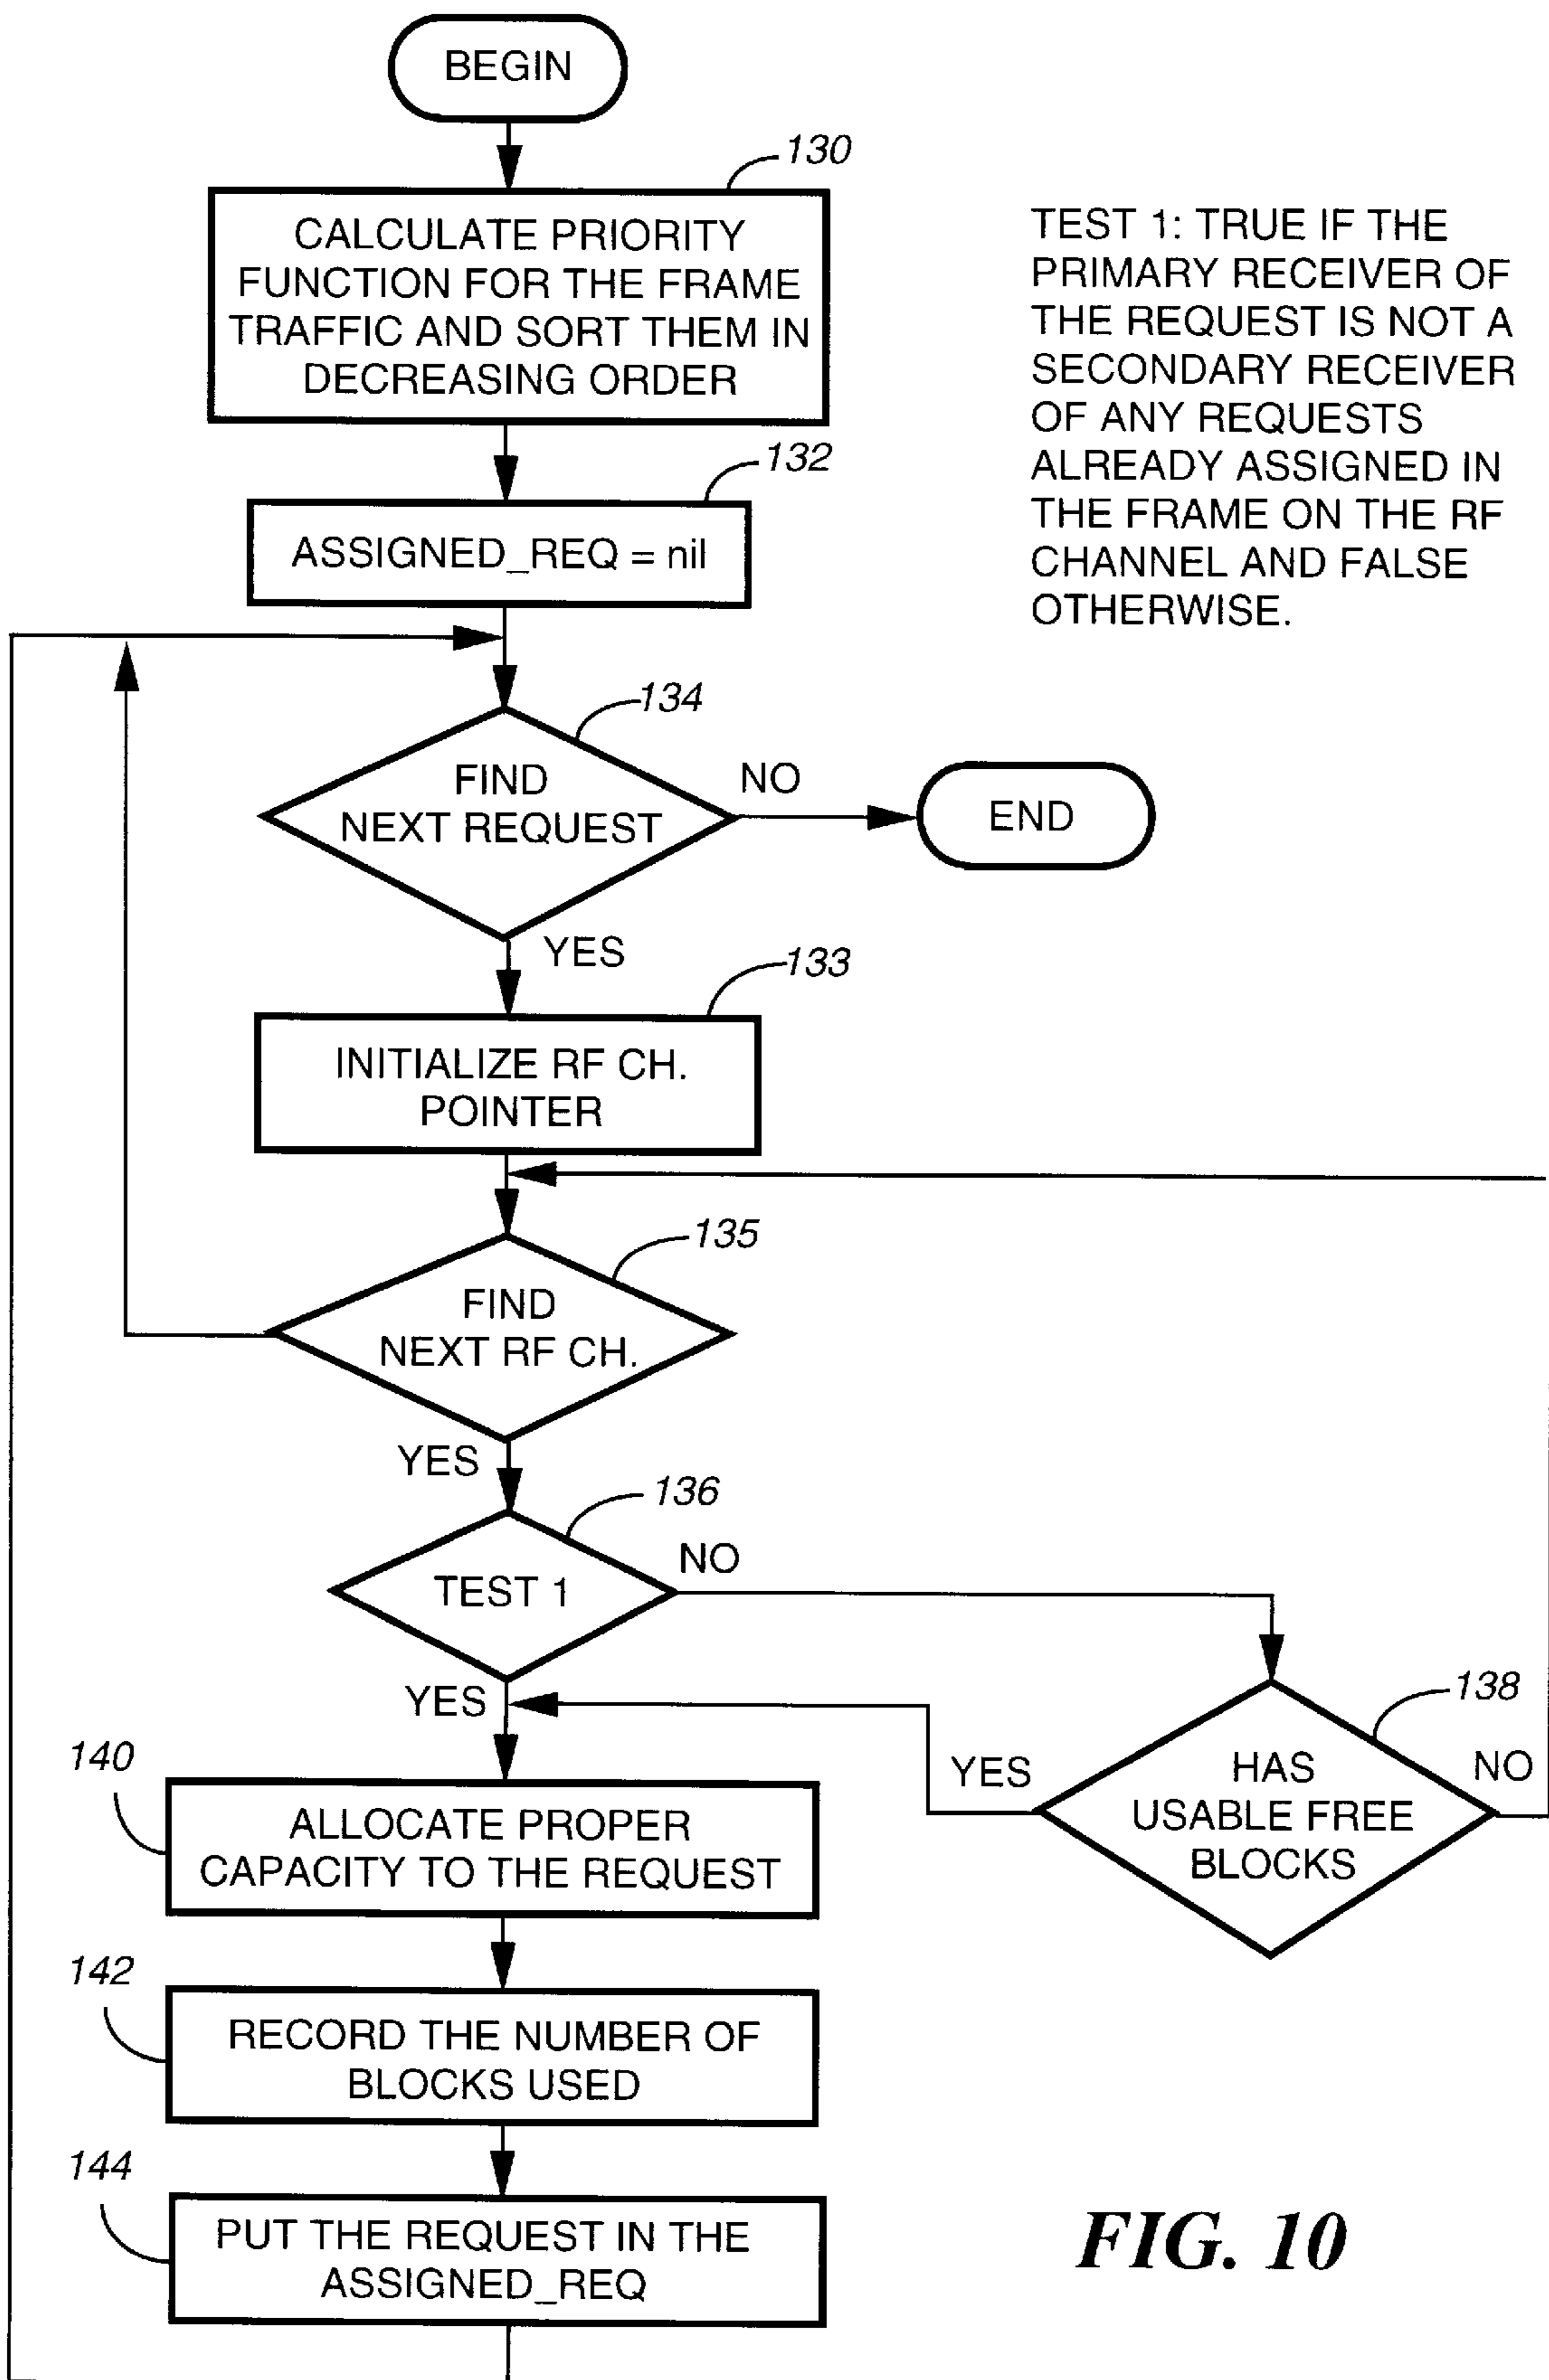 BEGIN
130
CALCULATE PRIORITY
FUNCTION FOR THE FRAME
TRAFFIC AND SORT THEM IN
DECREASING ORDER
TEST 1: TRUE IF THE
PRIMARY RECEIVER OF
THE REQUEST IS NOT A
SECONDARY RECEIVER
OF ANY REQUESTS
ALREADY ASSIGNED IN
THE FRAME ON THE RF
CHANNEL AND FALSE
OTHERWISE.
132
ASSIGNED_REQ = nil
134
FIND
NEXT REQUEST
NO
END
YES
133
INITIALIZE RF CH.
POINTER
135
FIND
NEXT RF CH.
YES
136
TEST 1
NO
YES
138
HAS
USABLE FREE
BLOCKS
YES
NO
140
ALLOCATE PROPER
CAPACITY TO THE REQUEST
142
RECORD THE NUMBER OF
BLOCKS USED
144
PUT THE REQUEST IN THE
ASSIGNED_REQ
FIG. 10